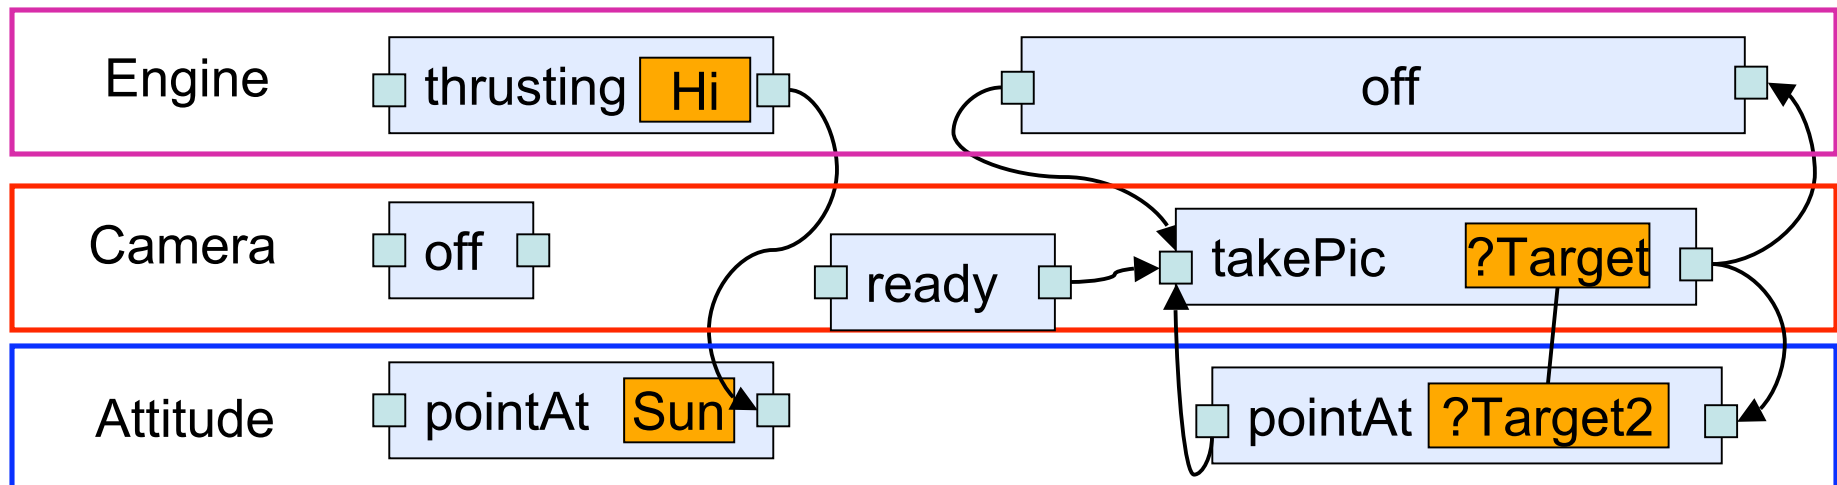 Engine thrusting Hi off
Camera off ready takePic ?Target
Attitude pointAt Sun pointAt ?Target2